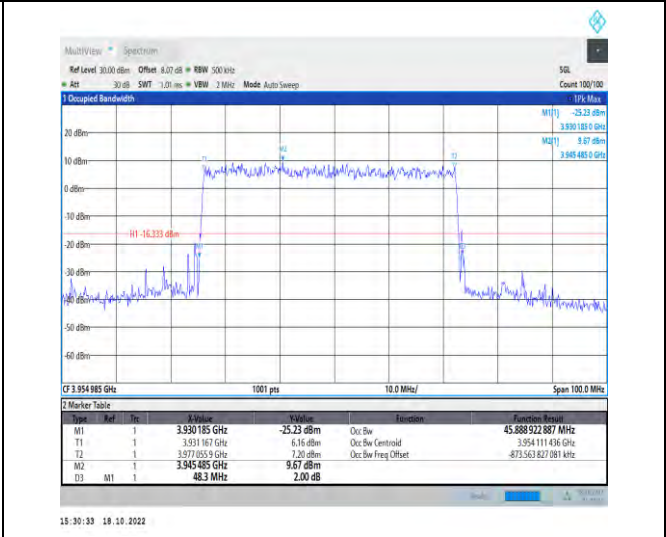 MultiView Spectrum
Ref Level 30.00 dBm Offset 8.07 dB RBW 500 kHz SGL
Att 30 dB SWT 1.01 ms VBW 2 MHz Mode Auto Sweep Count 100/100
1 Occupied Bandwidth 1Pk Max
M1(1) -25.23 dBm
3.930 185 0 GHz
M2(1) 9.67 dBm
3.945 485 0 GHz
20 dBm
M2
T1
T2
10 dBm
0 dBm
-10 dBm
H1 -16.333 dBm
-20 dBm
-30 dBm
-40 dBm
-50 dBm
-60 dBm
CF 3.954 985 GHz 1001 pts 10.0 MHz/ Span 100.0 MHz
2 Marker Table
Type Ref Trc X-Value Y-Value Function Function Result
M1 1 3.930 185 GHz -25.23 dBm Occ Bw 45.888 922 887 MHz
T1 1 3.931 167 GHz 6.16 dBm Occ Bw Centroid 3.954 111 436 GHz
T2 1 3.977 055 9 GHz 7.20 dBm Occ Bw Freq Offset -873.563 827 081 kHz
M2 1 3.945 485 GHz 9.67 dBm
D3 M1 1 48.3 MHz 2.00 dB
15:30:33 18.10.2022